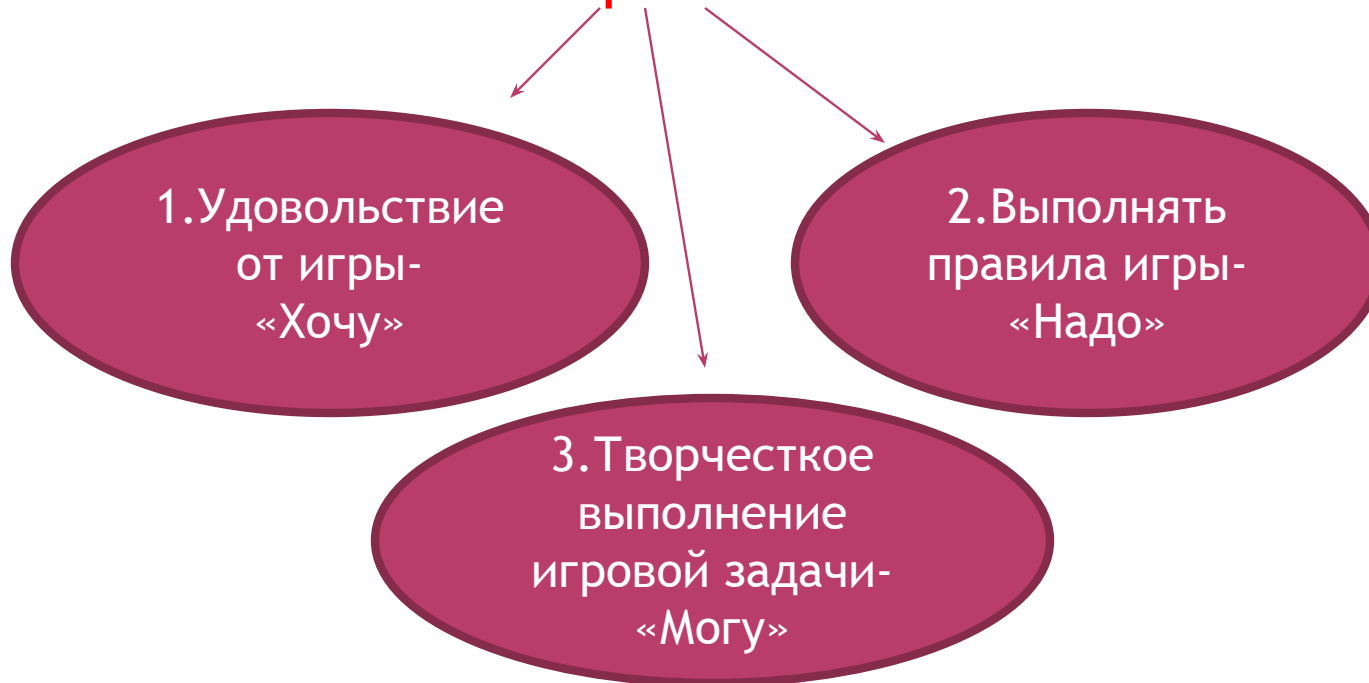 1.Удовольствие
от игры-
«Хочу»
2.Выполнять
правила игры-
«Надо»
3.Творчесткое
выполнение
игровой задачи-
«Могу»